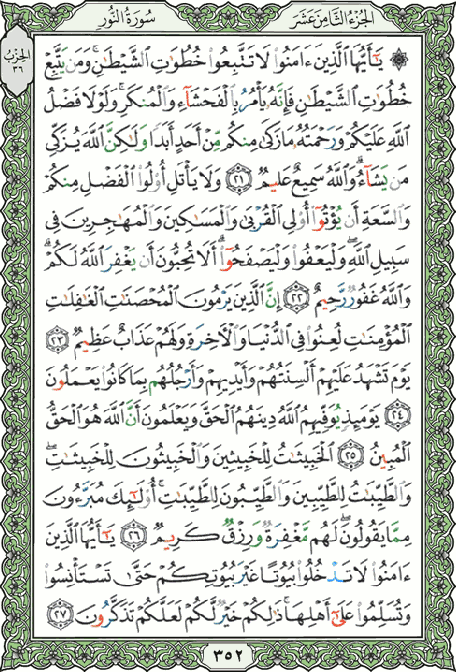 الجزء الثامن عشر
سورة النور
الحزب
٣٦
۞ يَـٰٓأَيُّهَا ٱلَّذِينَ ءَامَنُوا۟ لَا تَتَّبِعُوا۟ خُطُوَٰتِ ٱلشَّيْطَـٰنِ ۚ وَمَن يَتَّبِعْ
خُطُوَٰتِ ٱلشَّيْطَـٰنِ فَإِنَّهُۥ يَأْمُرُ بِٱلْفَحْشَآءِ وَٱلْمُنكَرِ ۚ وَلَوْلَا فَضْلُ
ٱللَّهِ عَلَيْكُمْ وَرَحْمَتُهُۥ مَا زَكَىٰ مِنكُم مِّنْ أَحَدٍ أَبَدًا وَلَـٰكِنَّ ٱللَّهَ يُزَكِّى
مَن يَشَآءُ ۗ وَٱللَّهُ سَمِيعٌ عَلِيمٌ ٢١ وَلَا يَأْتَلِ أُو۟لُوا۟ ٱلْفَضْلِ مِنكُمْ
وَٱلسَّعَةِ أَن يُؤْتُوٓا۟ أُو۟لِى ٱلْقُرْبَىٰ وَٱلْمَسَـٰكِينَ وَٱلْمُهَـٰجِرِينَ فِى
سَبِيلِ ٱللَّهِ ۖ وَلْيَعْفُوا۟ وَلْيَصْفَحُوٓا۟ ۗ أَلَا تُحِبُّونَ أَن يَغْفِرَ ٱللَّهُ لَكُمْ ۗ
وَٱللَّهُ غَفُورٌ رَّحِيمٌ ٢٢ إِنَّ ٱلَّذِينَ يَرْمُونَ ٱلْمُحْصَنَـٰتِ ٱلْغَـٰفِلَـٰتِ
ٱلْمُؤْمِنَـٰتِ لُعِنُوا۟ فِى ٱلدُّنْيَا وَٱلْـَٔاخِرَةِ وَلَهُمْ عَذَابٌ عَظِيمٌ ٢٣
يَوْمَ تَشْهَدُ عَلَيْهِمْ أَلْسِنَتُهُمْ وَأَيْدِيهِمْ وَأَرْجُلُهُم بِمَا كَانُوا۟ يَعْمَلُونَ
٢٤ يَوْمَئِذٍ يُوَفِّيهِمُ ٱللَّهُ دِينَهُمُ ٱلْحَقَّ وَيَعْلَمُونَ أَنَّ ٱللَّهَ هُوَ ٱلْحَقُّ
ٱلْمُبِينُ ٢٥ ٱلْخَبِيثَـٰتُ لِلْخَبِيثِينَ وَٱلْخَبِيثُونَ لِلْخَبِيثَـٰتِ ۖ
وَٱلطَّيِّبَـٰتُ لِلطَّيِّبِينَ وَٱلطَّيِّبُونَ لِلطَّيِّبَـٰتِ ۚ أُو۟لَـٰٓئِكَ مُبَرَّءُونَ
مِمَّا يَقُولُونَ ۖ لَهُم مَّغْفِرَةٌ وَرِزْقٌ كَرِيمٌ ٢٦ يَـٰٓأَيُّهَا ٱلَّذِينَ
ءَامَنُوا۟ لَا تَدْخُلُوا۟ بُيُوتًا غَيْرَ بُيُوتِكُمْ حَتَّىٰ تَسْتَأْنِسُوا۟
وَتُسَلِّمُوا۟ عَلَىٰٓ أَهْلِهَا ۚ ذَٰلِكُمْ خَيْرٌ لَّكُمْ لَعَلَّكُمْ تَذَكَّرُونَ ٢٧
٣٥٢